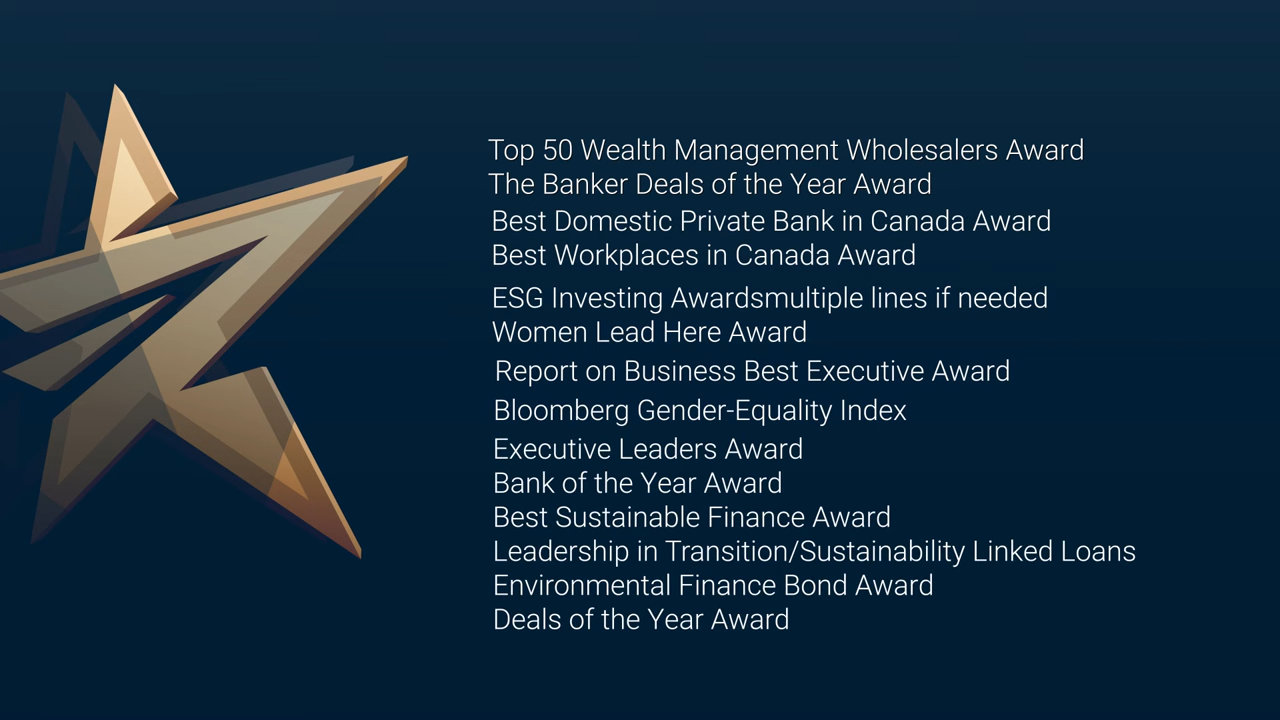 Top 50 Wealth Management Wholesalers Award
The Banker Deals of the Year Award
Best Domestic Private Bank in Canada Award
Best Workplaces in Canada Award
ESG Investing Awardsmultiple lines if needed
Women Lead Here Award
Report on Business Best Executive Award
Bloomberg Gender-Equality Index
Executive Leaders Award
Bank of the Year Award
Best Sustainable Finance Award
Leadership in Transition/Sustainability Linked Loans
Environmental Finance Bond Award
Deals of the Year Award